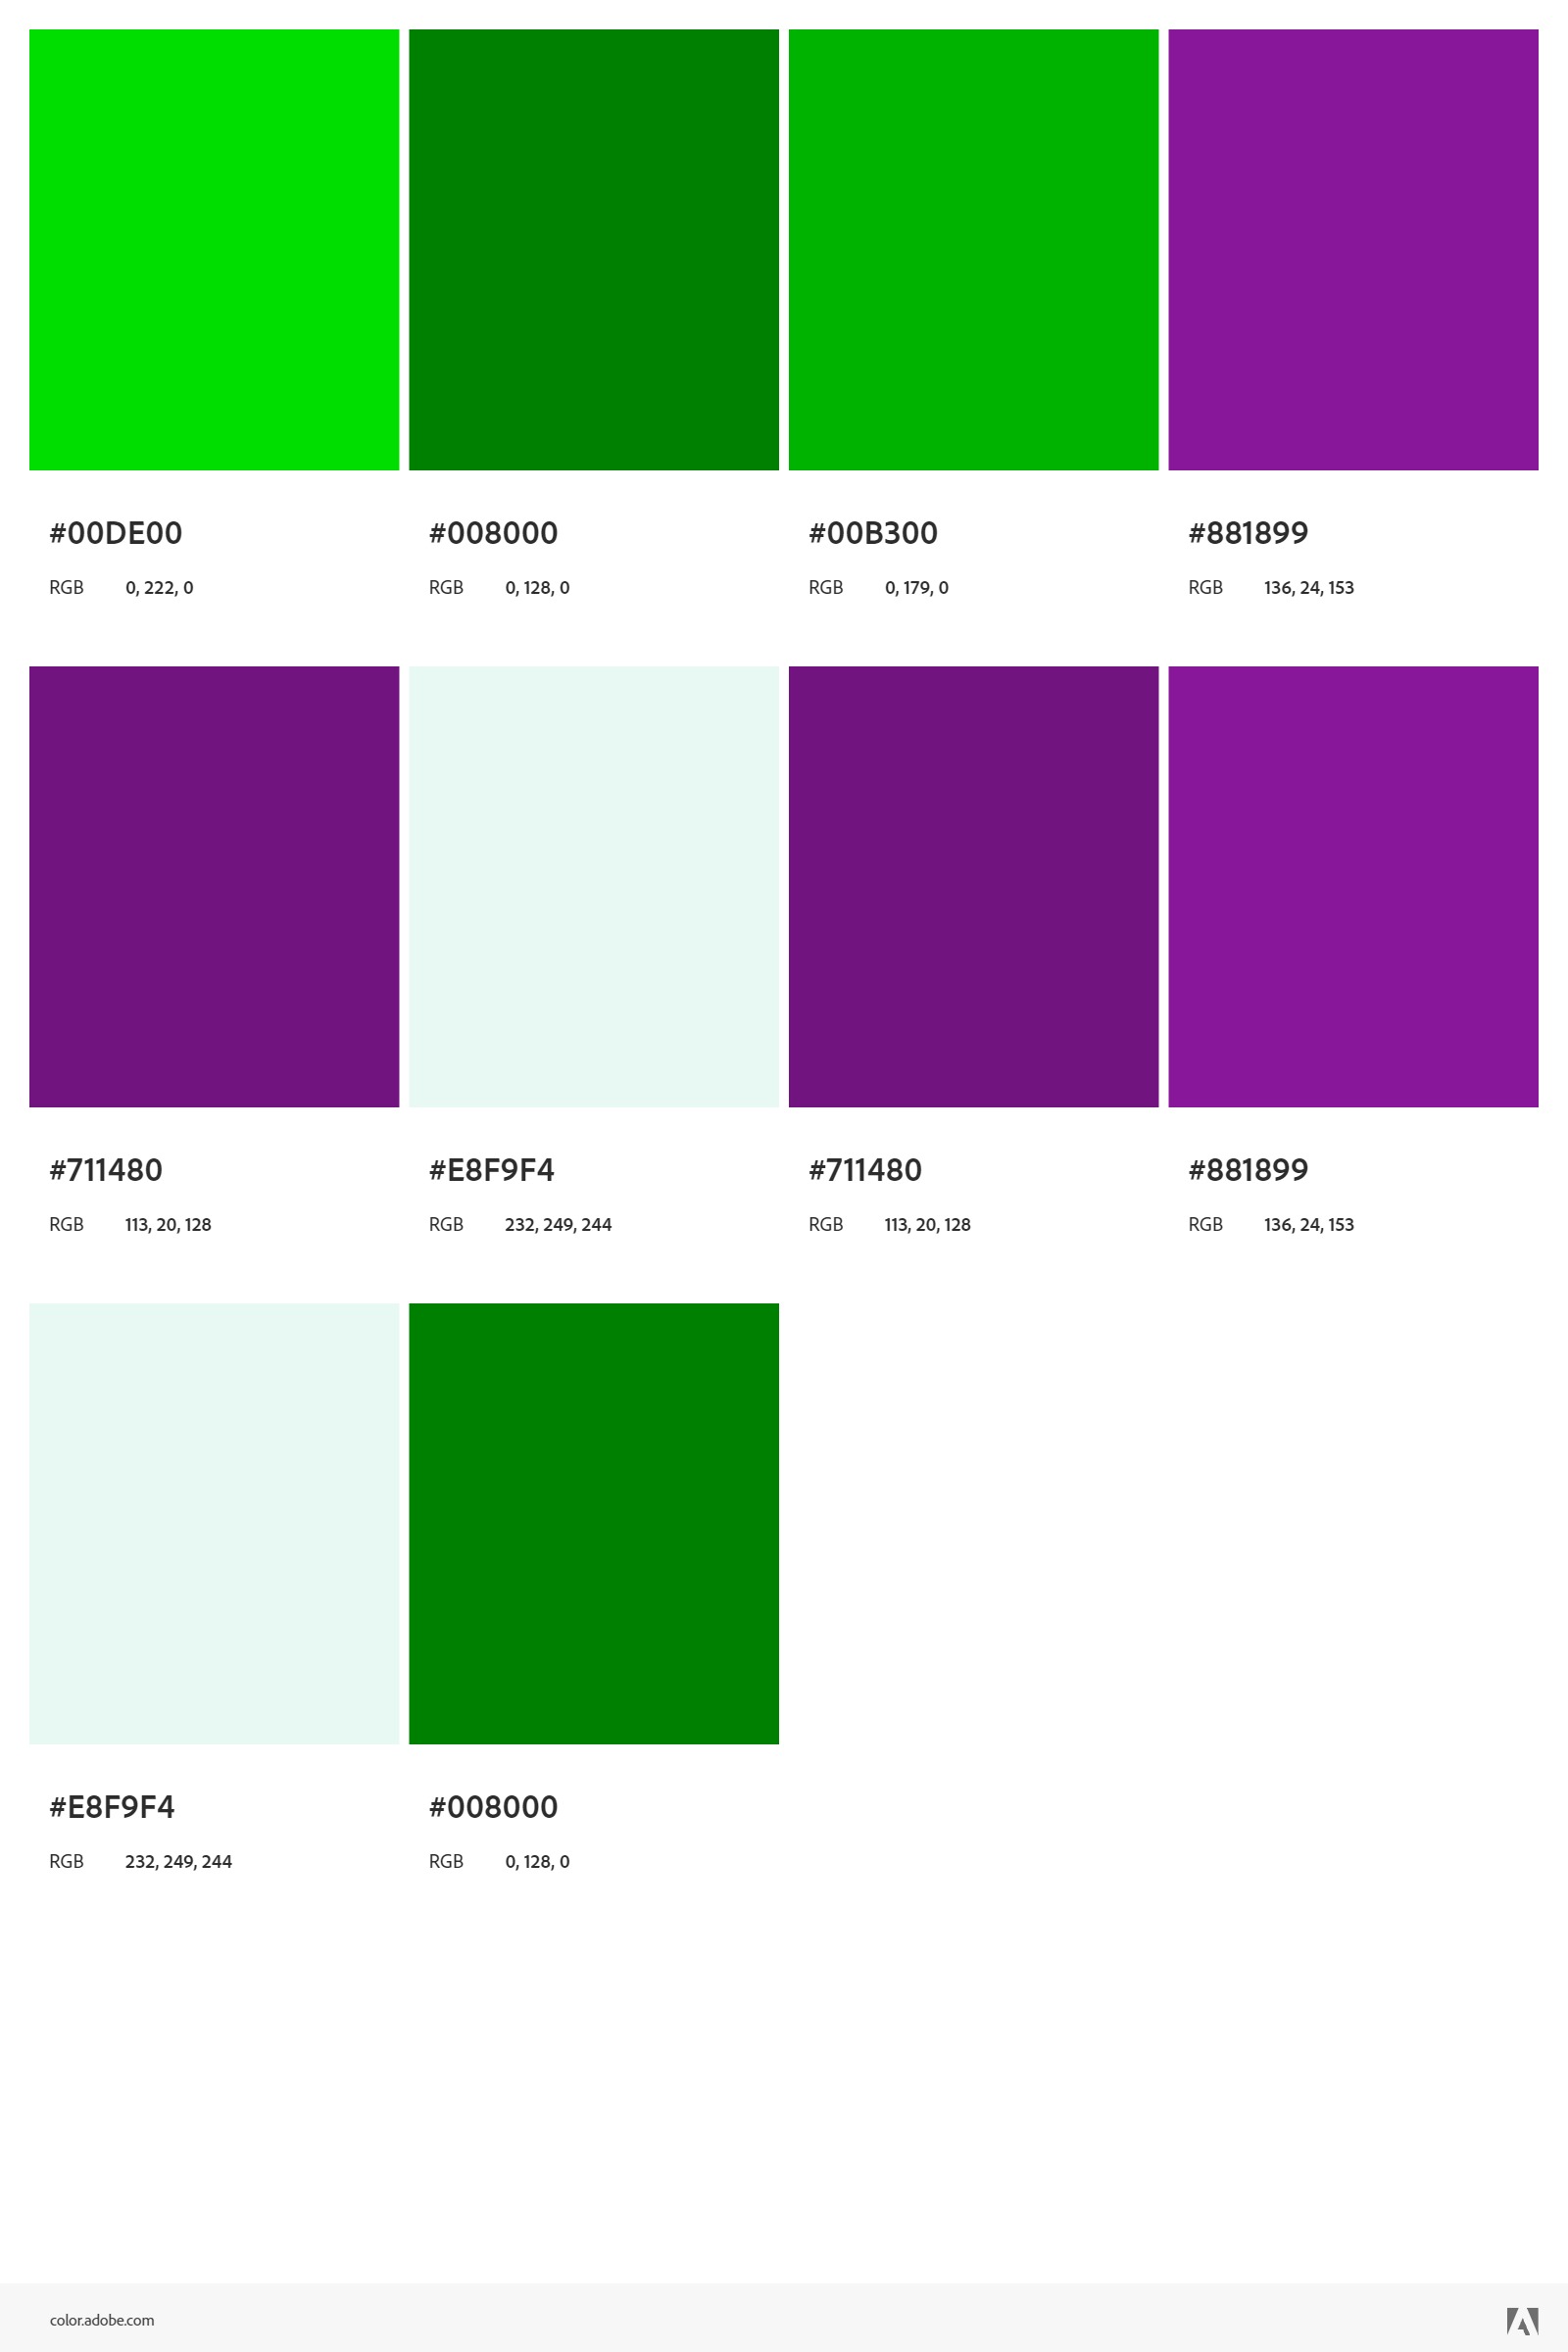 #00DE00 #008000 #00B300 #881899
RGB 0, 222, 0 RGB 0, 128, 0 RGB 0, 179, 0 RGB 136, 24, 153
#711480 #E8F9F4 #711480 #881899
RGB 113, 20, 128 RGB 232, 249, 244 RGB 113, 20, 128 RGB 136, 24, 153
#E8F9F4 #008000
RGB 232, 249, 244 RGB 0, 128, 0
color.adobe.com